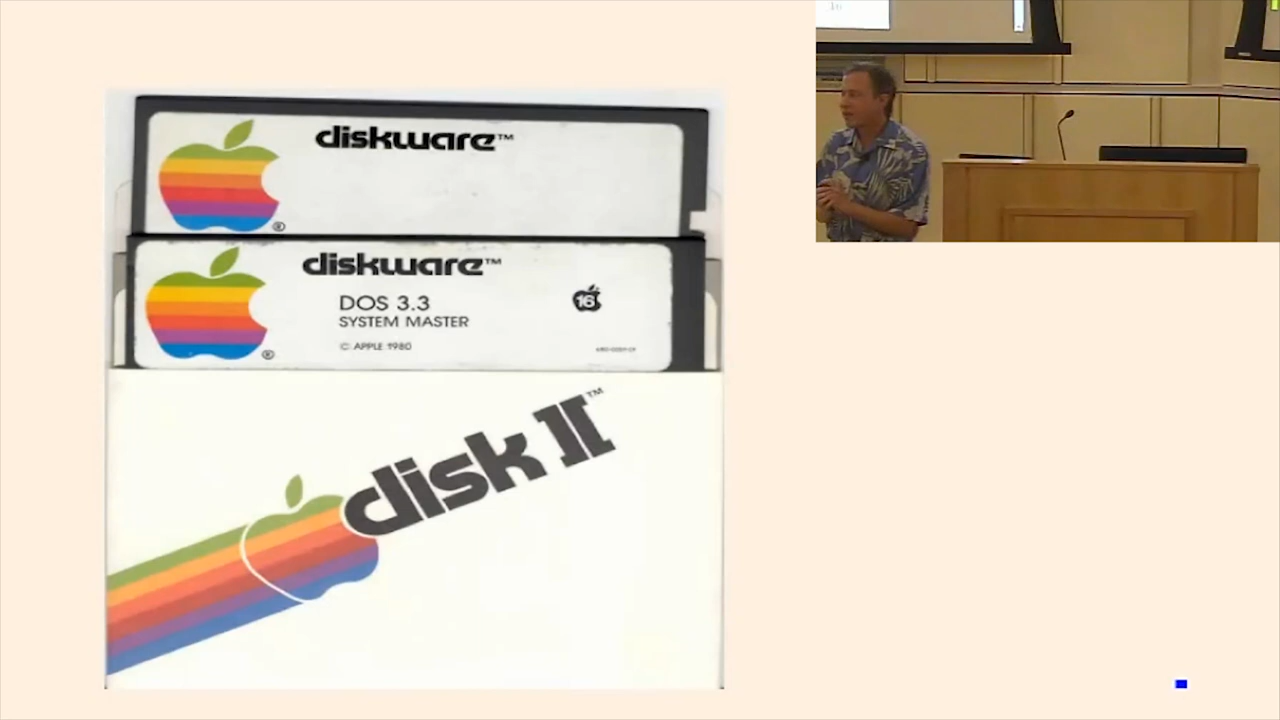 diskware™
®
diskware™
DOS 3.3
16
SYSTEM MASTER
© APPLE 1980
®
disk II™